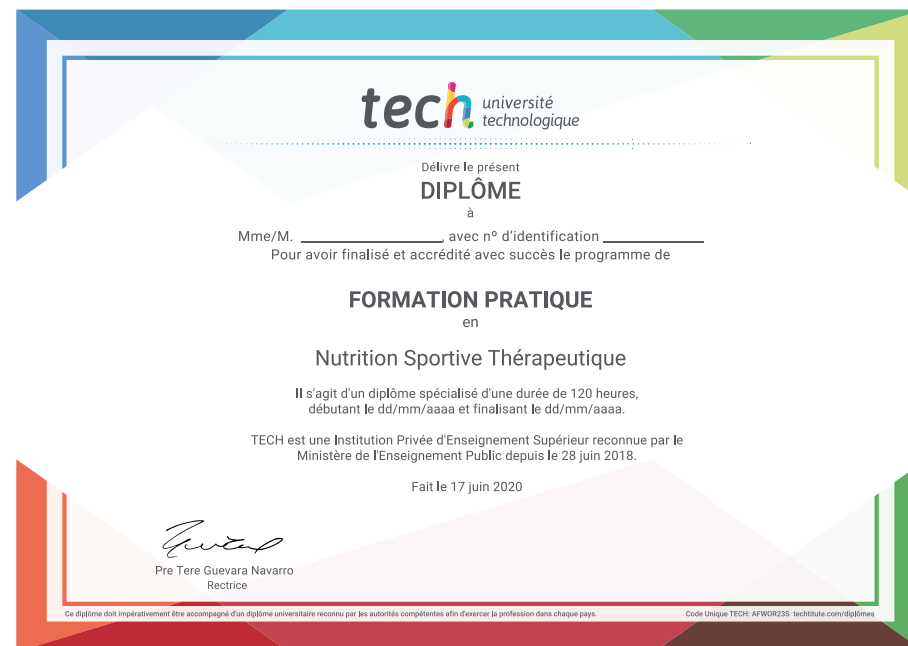 tech université
technologique
Délivre le présent
DIPLÔME
à
Mme/M. , avec nº d'identification
Pour avoir finalisé et accrédité avec succès le programme de
FORMATION PRATIQUE
en
Nutrition Sportive Thérapeutique
Il s'agit d'un diplôme spécialisé d'une durée de 120 heures,
débutant le dd/mm/aaaa et finalisant le dd/mm/aaaa.
TECH est une Institution Privée d'Enseignement Supérieur reconnue par le
Ministère de l'Enseignement Public depuis le 28 juin 2018.
Fait le 17 juin 2020
Pre Tere Guevara Navarro
Rectrice
Ce diplôme doit impérativement être accompagné d'un diplôme universitaire reconnu par les autorités compétentes afin d'exercer la profession dans chaque pays. Code Unique TECH: AFWOR23S techtitute.com/diplômes